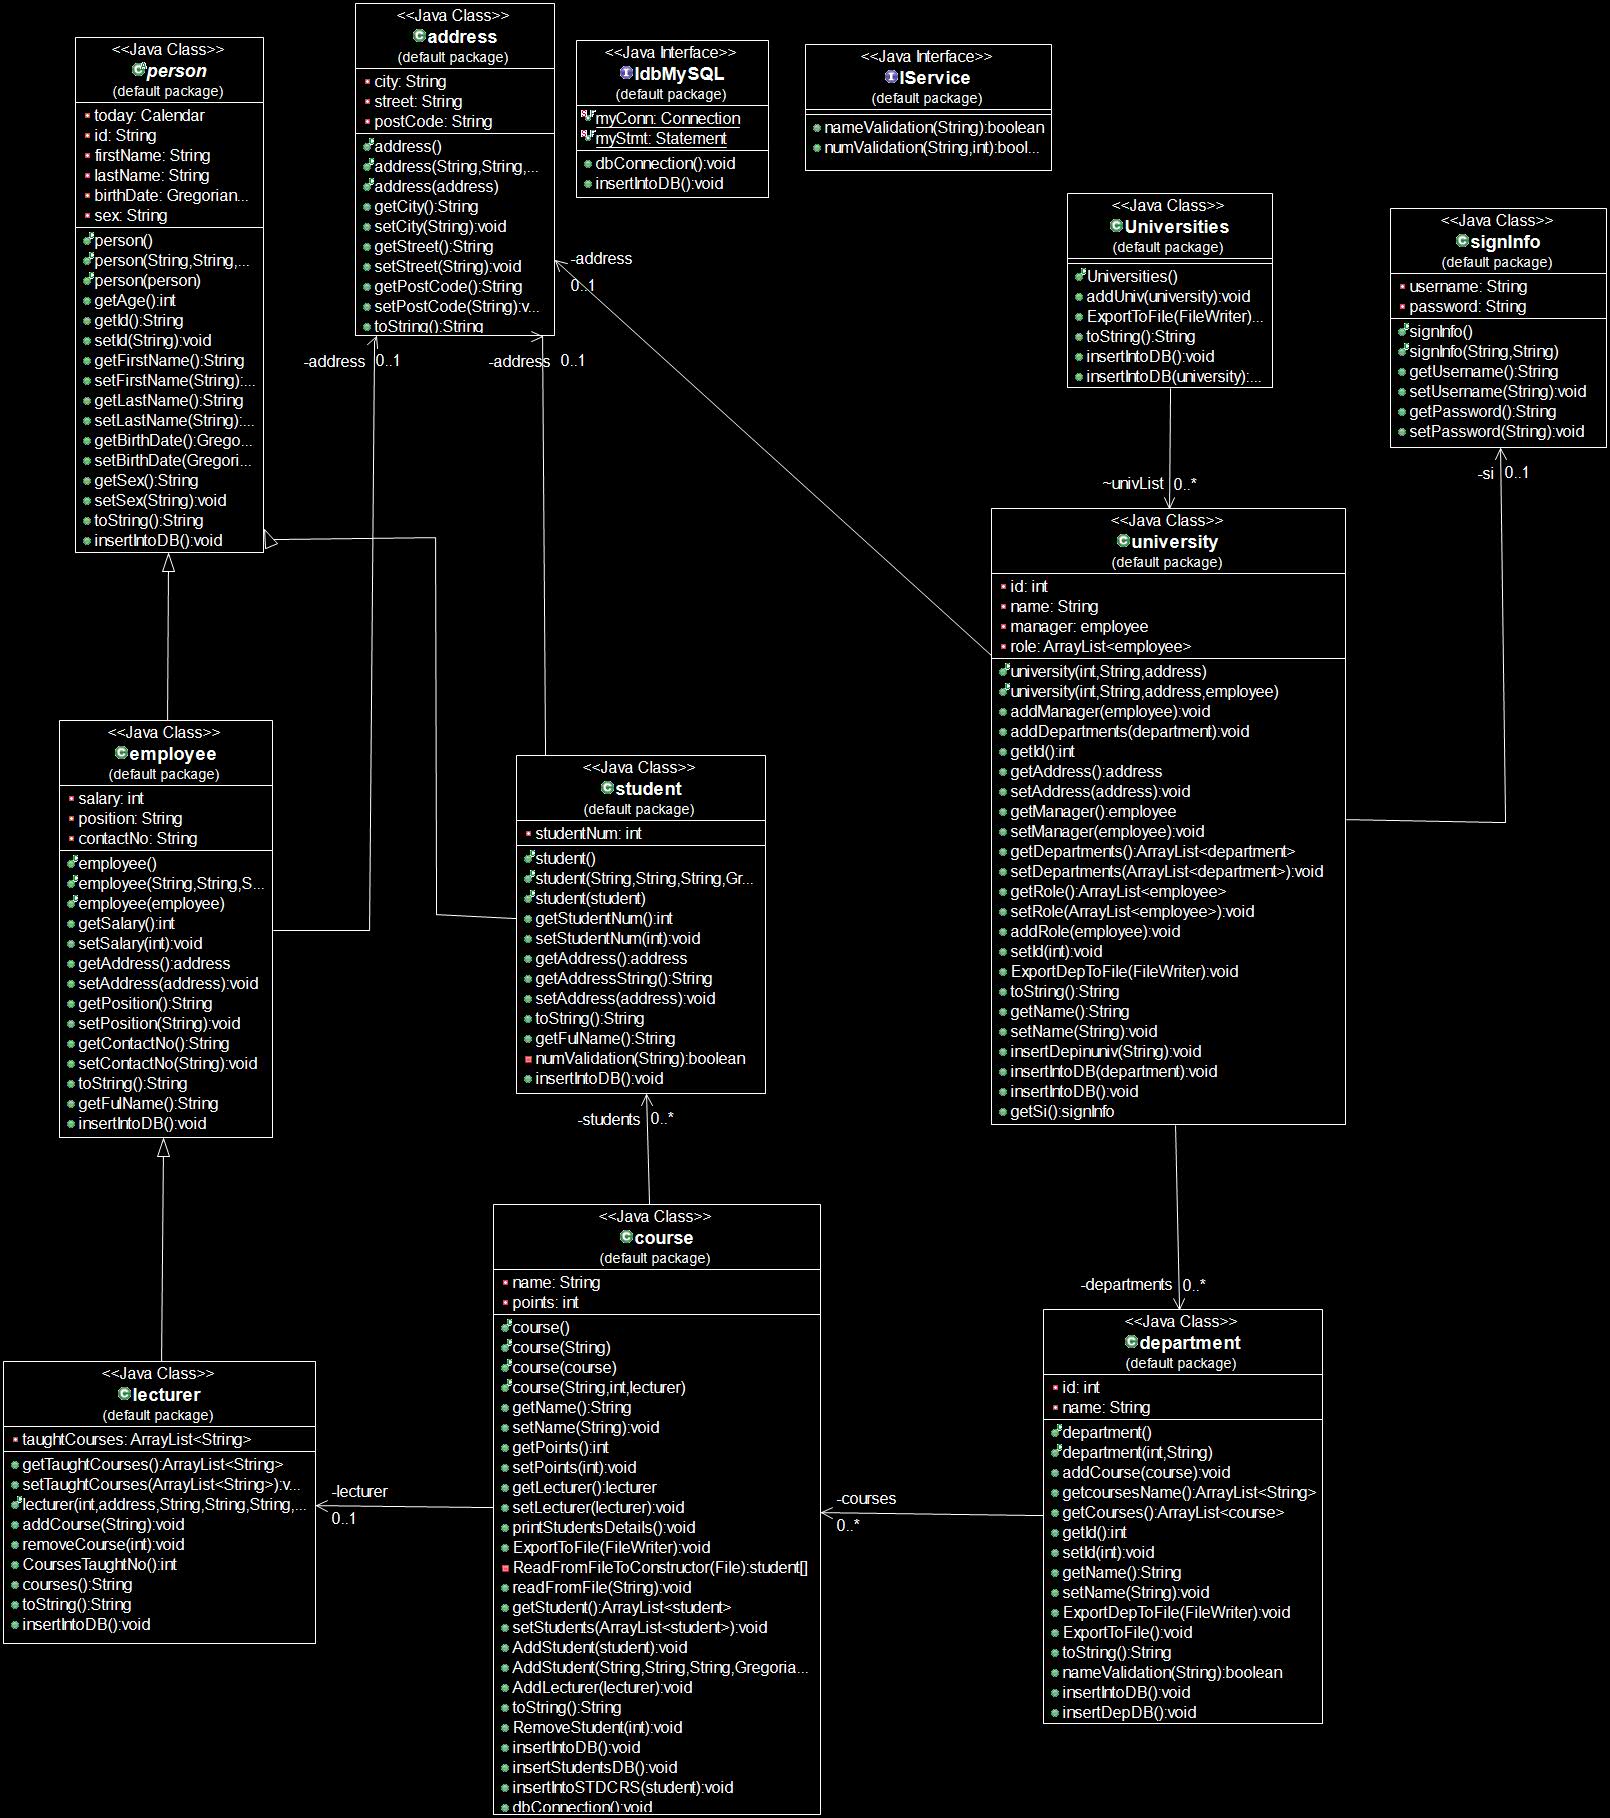 <<Java Class>>
person
(default package)
today: Calendar
id: String
firstName: String
lastName: String
birthDate: Gregorian...
sex: String
person()
person(String,String,...
person(person)
getAge():int
getId():String
setId(String):void
getFirstName():String
setFirstName(String):...
getLastName():String
setLastName(String):...
getBirthDate():Grego...
setBirthDate(Gregori...
getSex():String
setSex(String):void
toString():String
insertIntoDB():void
<<Java Class>>
address
(default package)
city: String
street: String
postCode: String
address()
address(String,String,...
address(address)
getCity():String
setCity(String):void
getStreet():String
setStreet(String):void
getPostCode():String
setPostCode(String):v...
toString():String
<<Java Interface>>
IdbMySQL
(default package)
myConn: Connection
myStmt: Statement
dbConnection():void
insertIntoDB():void
<<Java Interface>>
IService
(default package)
nameValidation(String):boolean
numValidation(String,int):bool...
<<Java Class>>
Universities
(default package)
Universities()
addUniv(university):void
ExportToFile(FileWriter)...
toString():String
insertIntoDB():void
insertIntoDB(university):...
<<Java Class>>
signInfo
(default package)
username: String
password: String
signInfo()
signInfo(String,String)
getUsername():String
setUsername(String):void
getPassword():String
setPassword(String):void
-address
0..1
-address 0..1
-address 0..1
~univList 0..*
-si 0..1
<<Java Class>>
university
(default package)
id: int
name: String
manager: employee
role: ArrayList<employee>
university(int,String,address)
university(int,String,address,employee)
addManager(employee):void
addDepartments(department):void
getId():int
getAddress():address
setAddress(address):void
getManager():employee
setManager(employee):void
getDepartments():ArrayList<department>
setDepartments(ArrayList<department>):void
getRole():ArrayList<employee>
setRole(ArrayList<employee>):void
addRole(employee):void
setId(int):void
ExportDepToFile(FileWriter):void
toString():String
getName():String
setName(String):void
insertDepinuniv(String):void
insertIntoDB(department):void
insertIntoDB():void
getSi():signInfo
<<Java Class>>
employee
(default package)
salary: int
position: String
contactNo: String
employee()
employee(String,String,S...
employee(employee)
getSalary():int
setSalary(int):void
getAddress():address
setAddress(address):void
getPosition():String
setPosition(String):void
getContactNo():String
setContactNo(String):void
toString():String
getFulName():String
insertIntoDB():void
<<Java Class>>
student
(default package)
studentNum: int
student()
student(String,String,String,Gr...
student(student)
getStudentNum():int
setStudentNum(int):void
getAddress():address
getAddressString():String
setAddress(address):void
toString():String
getFulName():String
numValidation(String):boolean
insertIntoDB():void
-students 0..*
-departments 0..*
<<Java Class>>
lecturer
(default package)
taughtCourses: ArrayList<String>
getTaughtCourses():ArrayList<String>
setTaughtCourses(ArrayList<String>):v...
lecturer(int,address,String,String,String,...
addCourse(String):void
removeCourse(int):void
CoursesTaughtNo():int
courses():String
toString():String
insertIntoDB():void
-lecturer
0..1
<<Java Class>>
course
(default package)
name: String
points: int
course()
course(String)
course(course)
course(String,int,lecturer)
getName():String
setName(String):void
getPoints():int
setPoints(int):void
getLecturer():lecturer
setLecturer(lecturer):void
printStudentsDetails():void
ExportToFile(FileWriter):void
ReadFromFileToConstructor(File):student[]
readFromFile(String):void
getStudent():ArrayList<student>
setStudents(ArrayList<student>):void
AddStudent(student):void
AddStudent(String,String,String,Gregoria...
AddLecturer(lecturer):void
toString():String
RemoveStudent(int):void
insertIntoDB():void
insertStudentsDB():void
insertIntoSTDCRS(student):void
dbConnection():void
-courses
0..*
<<Java Class>>
department
(default package)
id: int
name: String
department()
department(int,String)
addCourse(course):void
getcoursesName():ArrayList<String>
getCourses():ArrayList<course>
getId():int
setId(int):void
getName():String
setName(String):void
ExportDepToFile(FileWriter):void
ExportToFile():void
toString():String
nameValidation(String):boolean
insertIntoDB():void
insertDepDB():void